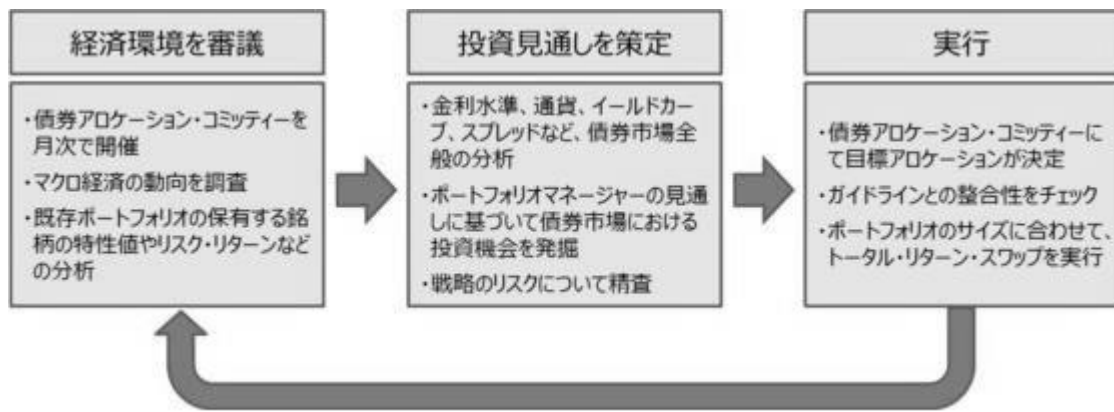 経済環境を審議
・債券アロケーション・コミッティーを
月次で開催
・マクロ経済の動向を調査
・既存ポートフォリオの保有する銘
柄の特性値やリスク・リターンなど
の分析
投資見通しを策定
・金利水準、通貨、イールドカー
ブ、スプレッドなど、債券市場全
般の分析
・ポートフォリオマネージャーの見通
しに基づいて債券市場における
投資機会を発掘
・戦略のリスクについて精査
実行
・債券アロケーション・コミッティーに
て目標アロケーションが決定
・ガイドラインとの整合性をチェック
・ポートフォリオのサイズに合わせて、
トータル・リターン・スワップを実行